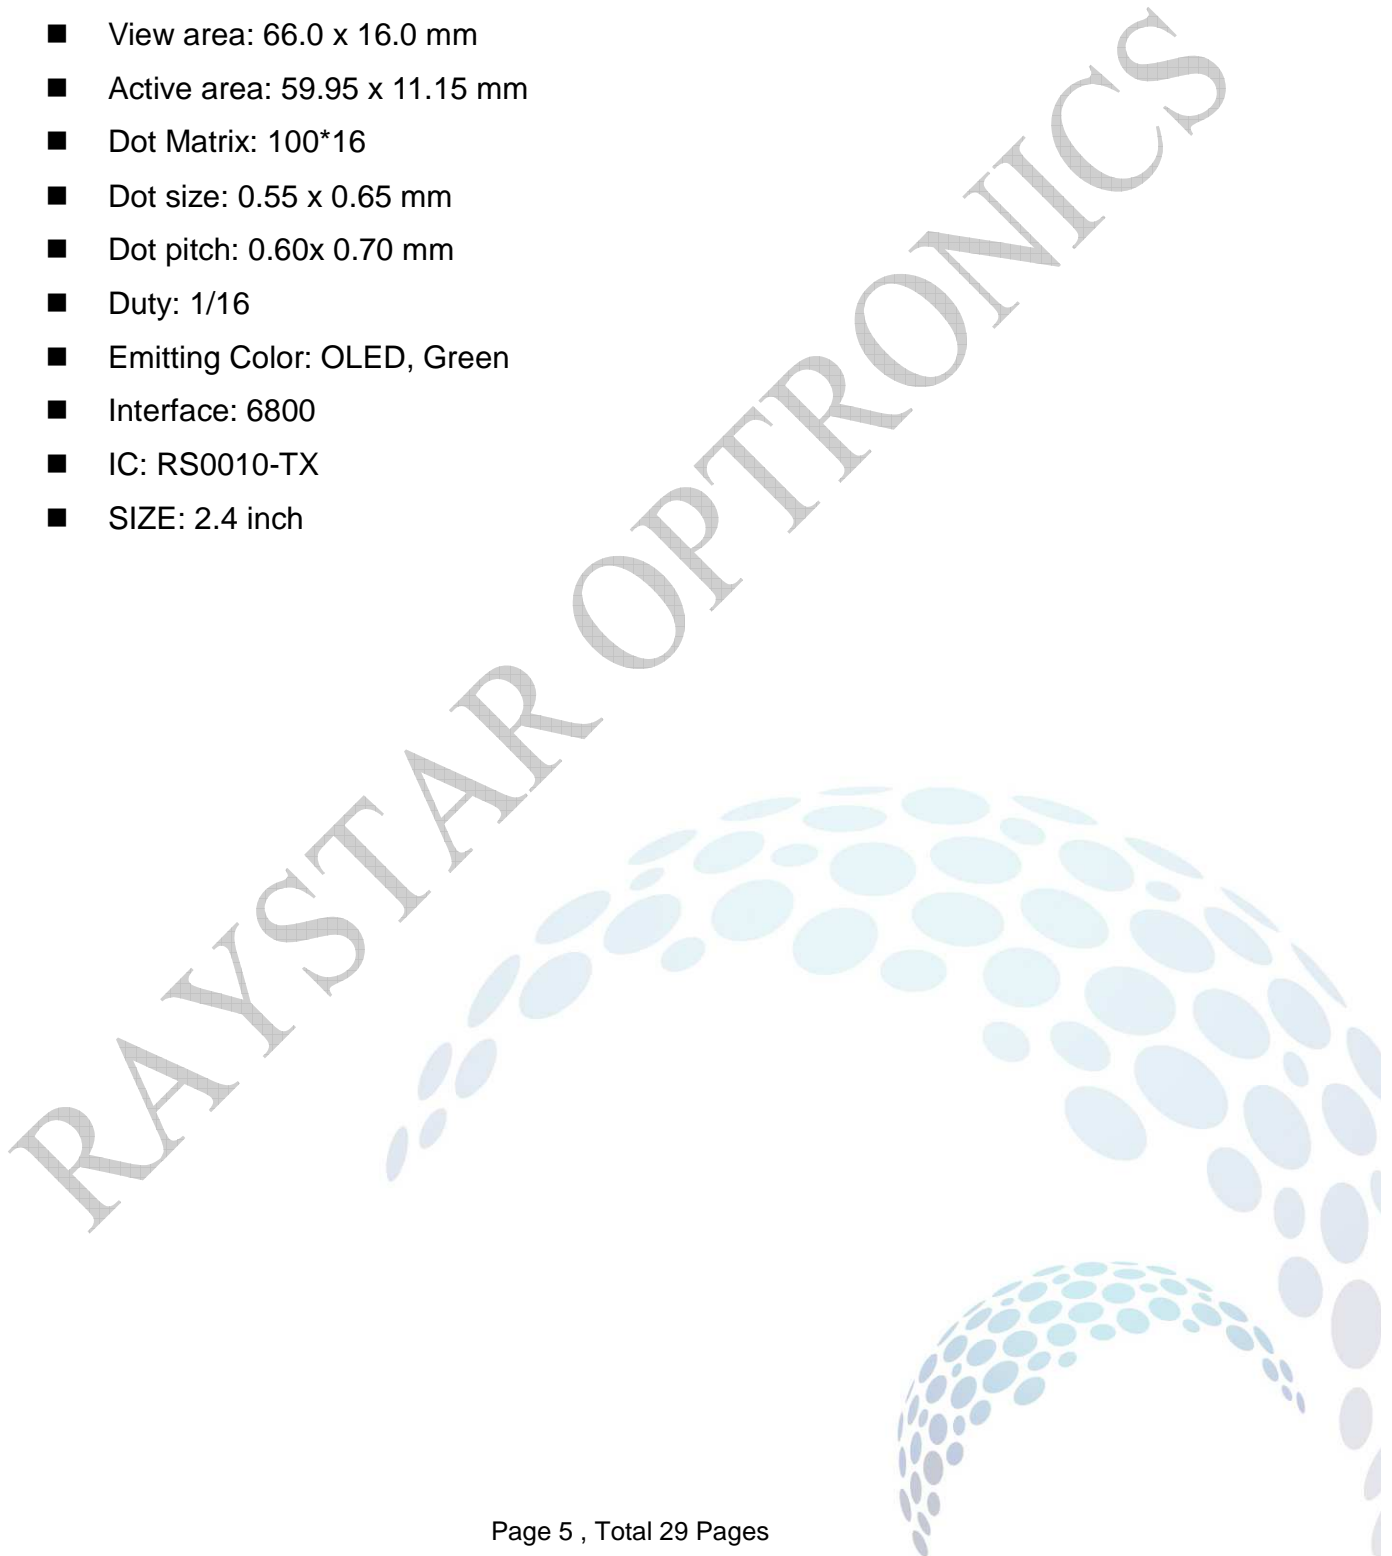 ■ View area: 66.0 x 16.0 mm
■ Active area: 59.95 x 11.15 mm
■ Dot Matrix: 100*16
■ Dot size: 0.55 x 0.65 mm
■ Dot pitch: 0.60x 0.70 mm
■ Duty: 1/16
■ Emitting Color: OLED, Green
■ Interface: 6800
■ IC: RS0010-TX
■ SIZE: 2.4 inch
RAYSTAR OPTRONICS
Page 5 , Total 29 Pages